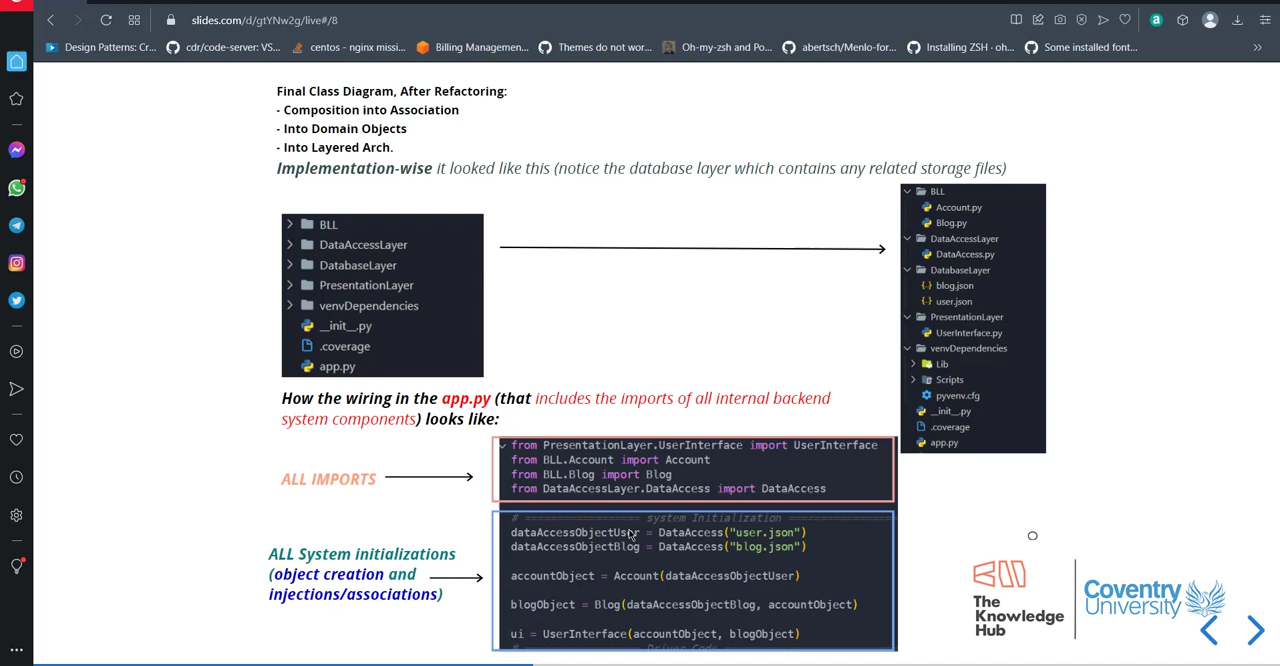 slides.com/d/gtYNw2g/live#/8
Design Patterns: Cr...
cdr/code-server: VS...
centos - nginx missi...
Billing Managemen...
Themes do not wor...
Oh-my-zsh and Po...
abertsch/Menlo-for...
Installing ZSH · oh...
Some installed font...
Final Class Diagram, After Refactoring:
- Composition into Association
- Into Domain Objects
- Into Layered Arch.
Implementation-wise it looked like this (notice the database layer which contains any related storage files)
BLL
DataAccessLayer
DatabaseLayer
PresentationLayer
venvDependencies
__init__.py
.coverage
app.py
BLL
Account.py
Blog.py
DataAccessLayer
DataAccess.py
DatabaseLayer
blog.json
user.json
PresentationLayer
UserInterface.py
venvDependencies
Lib
Scripts
pyvenv.cfg
__init__.py
.coverage
app.py
How the wiring in the app.py (that includes the imports of all internal backend
system components) looks like:
ALL IMPORTS
from PresentationLayer.UserInterface import UserInterface
from BLL.Account import Account
from BLL.Blog import Blog
from DataAccessLayer.DataAccess import DataAccess
ALL System initializations
(object creation and
injections/associations)
# ================== system Initialization ==================
dataAccessObjectUser = DataAccess("user.json")
dataAccessObjectBlog = DataAccess("blog.json")
accountObject = Account(dataAccessObjectUser)
blogObject = Blog(dataAccessObjectBlog, accountObject)
ui = UserInterface(accountObject, blogObject)
The
Knowledge
Hub
Coventry
University